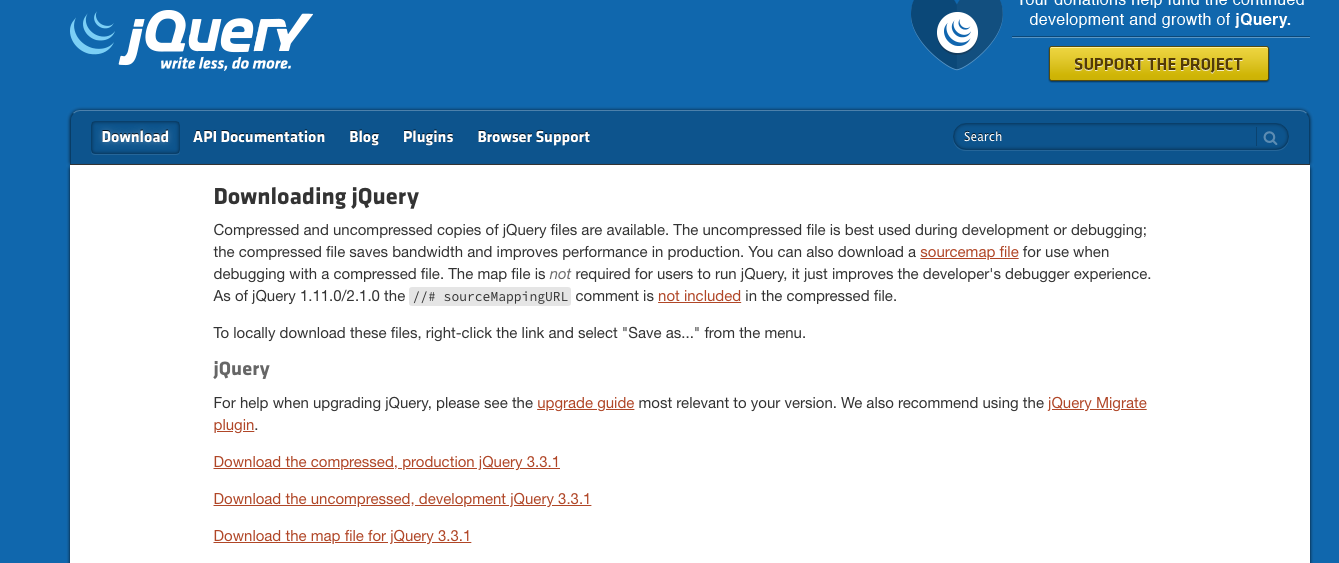 Your donations help fund the continued
development and growth of jQuery.
jQuery
write less, do more.
SUPPORT THE PROJECT
Download API Documentation Blog Plugins Browser Support Search
Downloading jQuery
Compressed and uncompressed copies of jQuery files are available. The uncompressed file is best used during development or debugging;
the compressed file saves bandwidth and improves performance in production. You can also download a sourcemap file for use when
debugging with a compressed file. The map file is not required for users to run jQuery, it just improves the developer's debugger experience.
As of jQuery 1.11.0/2.1.0 the //# sourceMappingURL comment is not included in the compressed file.
To locally download these files, right-click the link and select "Save as..." from the menu.
jQuery
For help when upgrading jQuery, please see the upgrade guide most relevant to your version. We also recommend using the jQuery Migrate
plugin.
Download the compressed, production jQuery 3.3.1
Download the uncompressed, development jQuery 3.3.1
Download the map file for jQuery 3.3.1